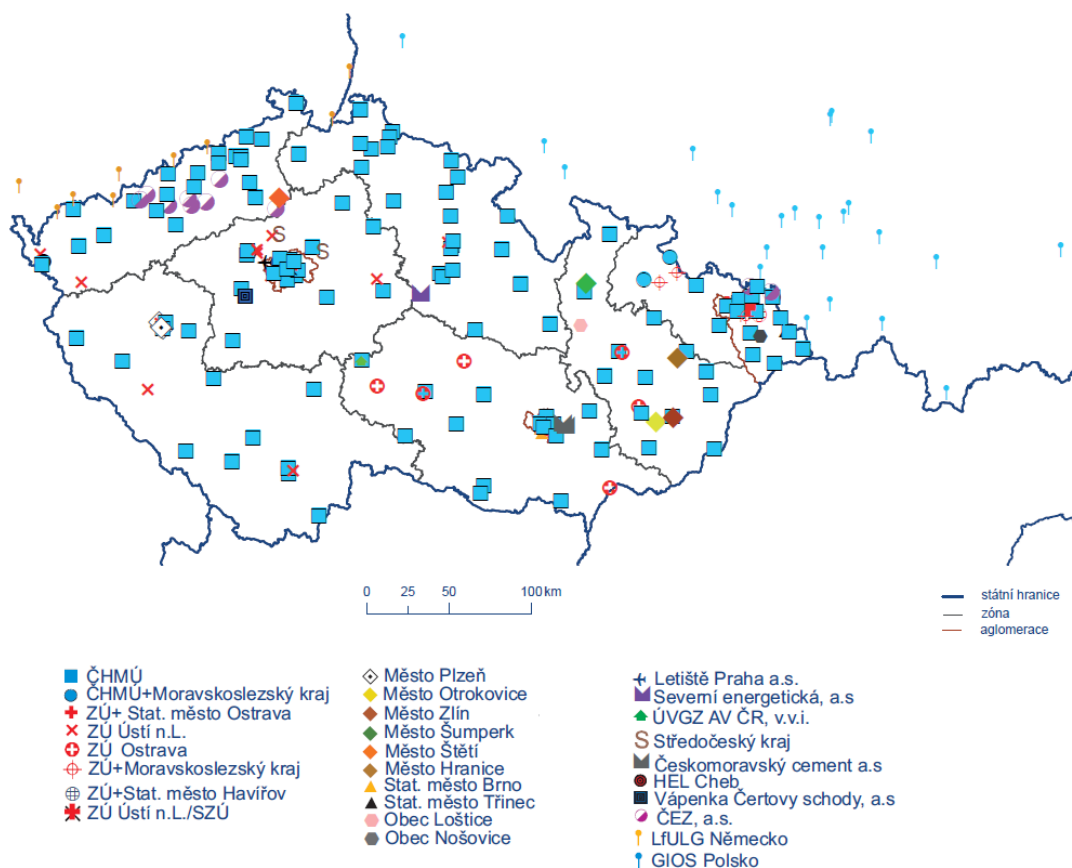 0 25 50 100 km
státní hranice
zóna
aglomerace
ČHMÚ
ČHMÚ+Moravskoslezský kraj
ZÚ+ Stat. město Ostrava
ZÚ Ústí n.L.
ZÚ Ostrava
ZÚ+Moravskoslezský kraj
ZÚ+Stat. město Havířov
ZÚ Ústí n.L./SZÚ
Město Plzeň
Město Otrokovice
Město Zlín
Město Šumperk
Město Štětí
Město Hranice
Stat. město Brno
Stat. město Třinec
Obec Loštice
Obec Nošovice
Letiště Praha a.s.
Severní energetická, a.s
ÚVGZ AV ČR, v.v.i.
Středočeský kraj
Českomoravský cement a.s
HEL Cheb
Vápenka Čertovy schody, a.s
ČEZ, a.s.
LfULG Německo
GIOS Polsko